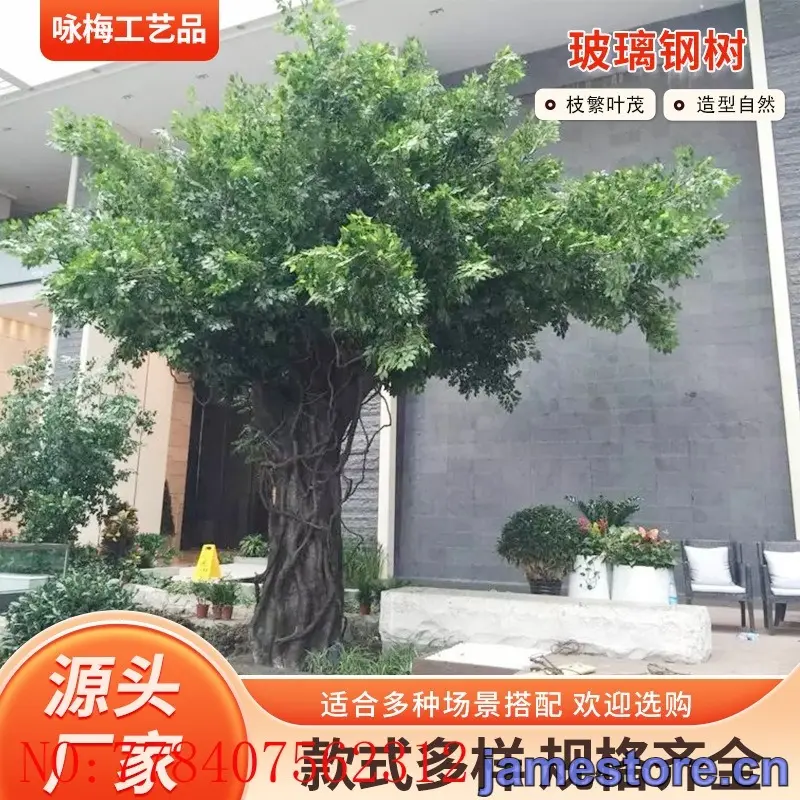 咏梅工艺品
玻璃钢树
枝繁叶茂
造型自然
源头
厂家
适合多种场景搭配 欢迎选购
款式多样 规格齐全
NO:778407562312
jamestore.cn